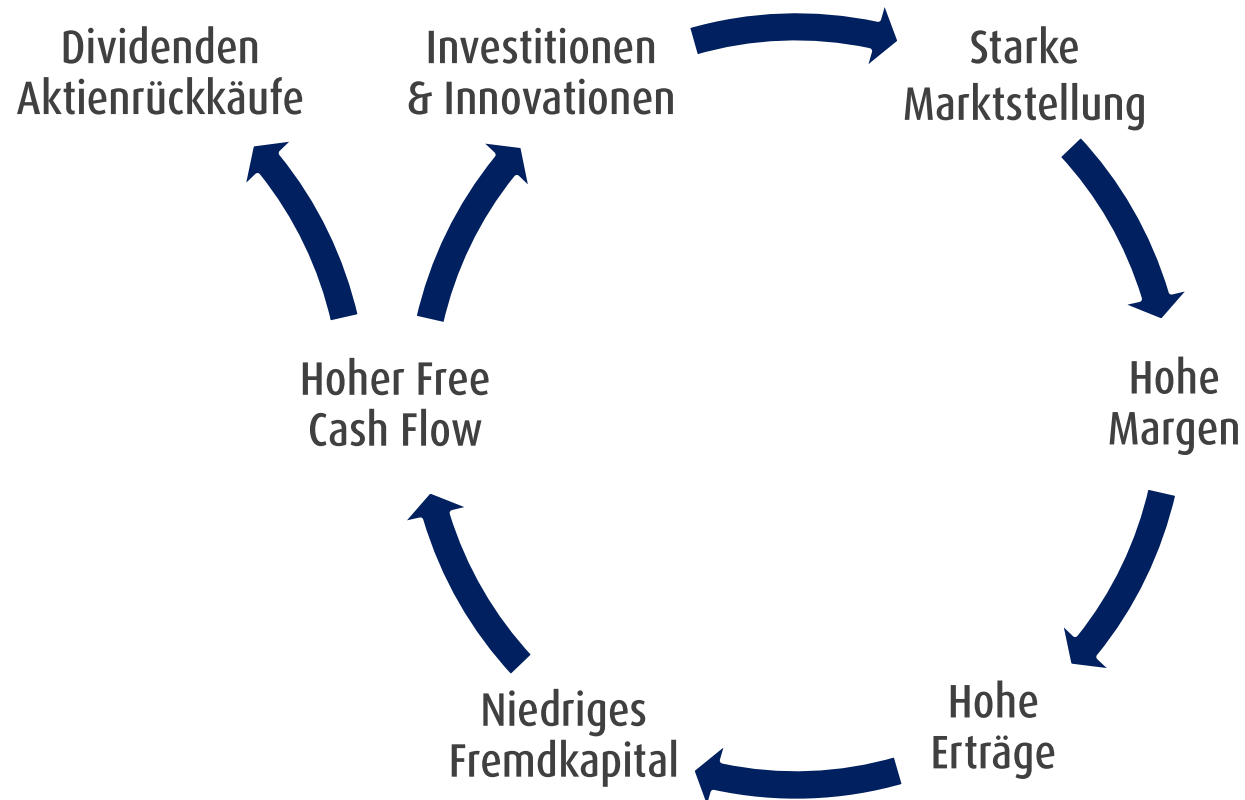 Dividenden
Aktienrückkäufe
Investitionen
& Innovationen
Starke
Marktstellung
Hohe
Margen
Hohe
Erträge
Niedriges
Fremdkapital
Hoher Free
Cash Flow